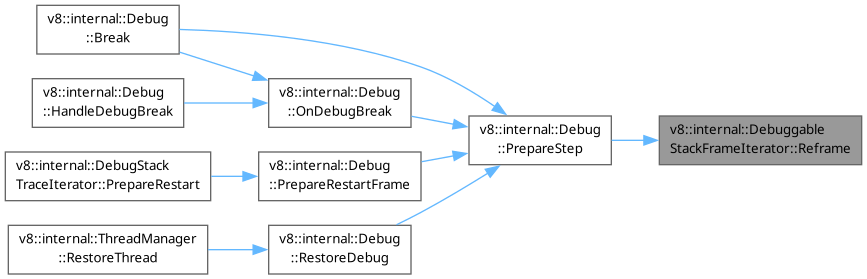 v8::internal::Debug
::Break
v8::internal::Debug
::HandleDebugBreak
v8::internal::Debug
::OnDebugBreak
v8::internal::Debug
::PrepareStep
v8::internal::Debuggable
StackFrameIterator::Reframe
v8::internal::DebugStack
TraceIterator::PrepareRestart
v8::internal::Debug
::PrepareRestartFrame
v8::internal::ThreadManager
::RestoreThread
v8::internal::Debug
::RestoreDebug